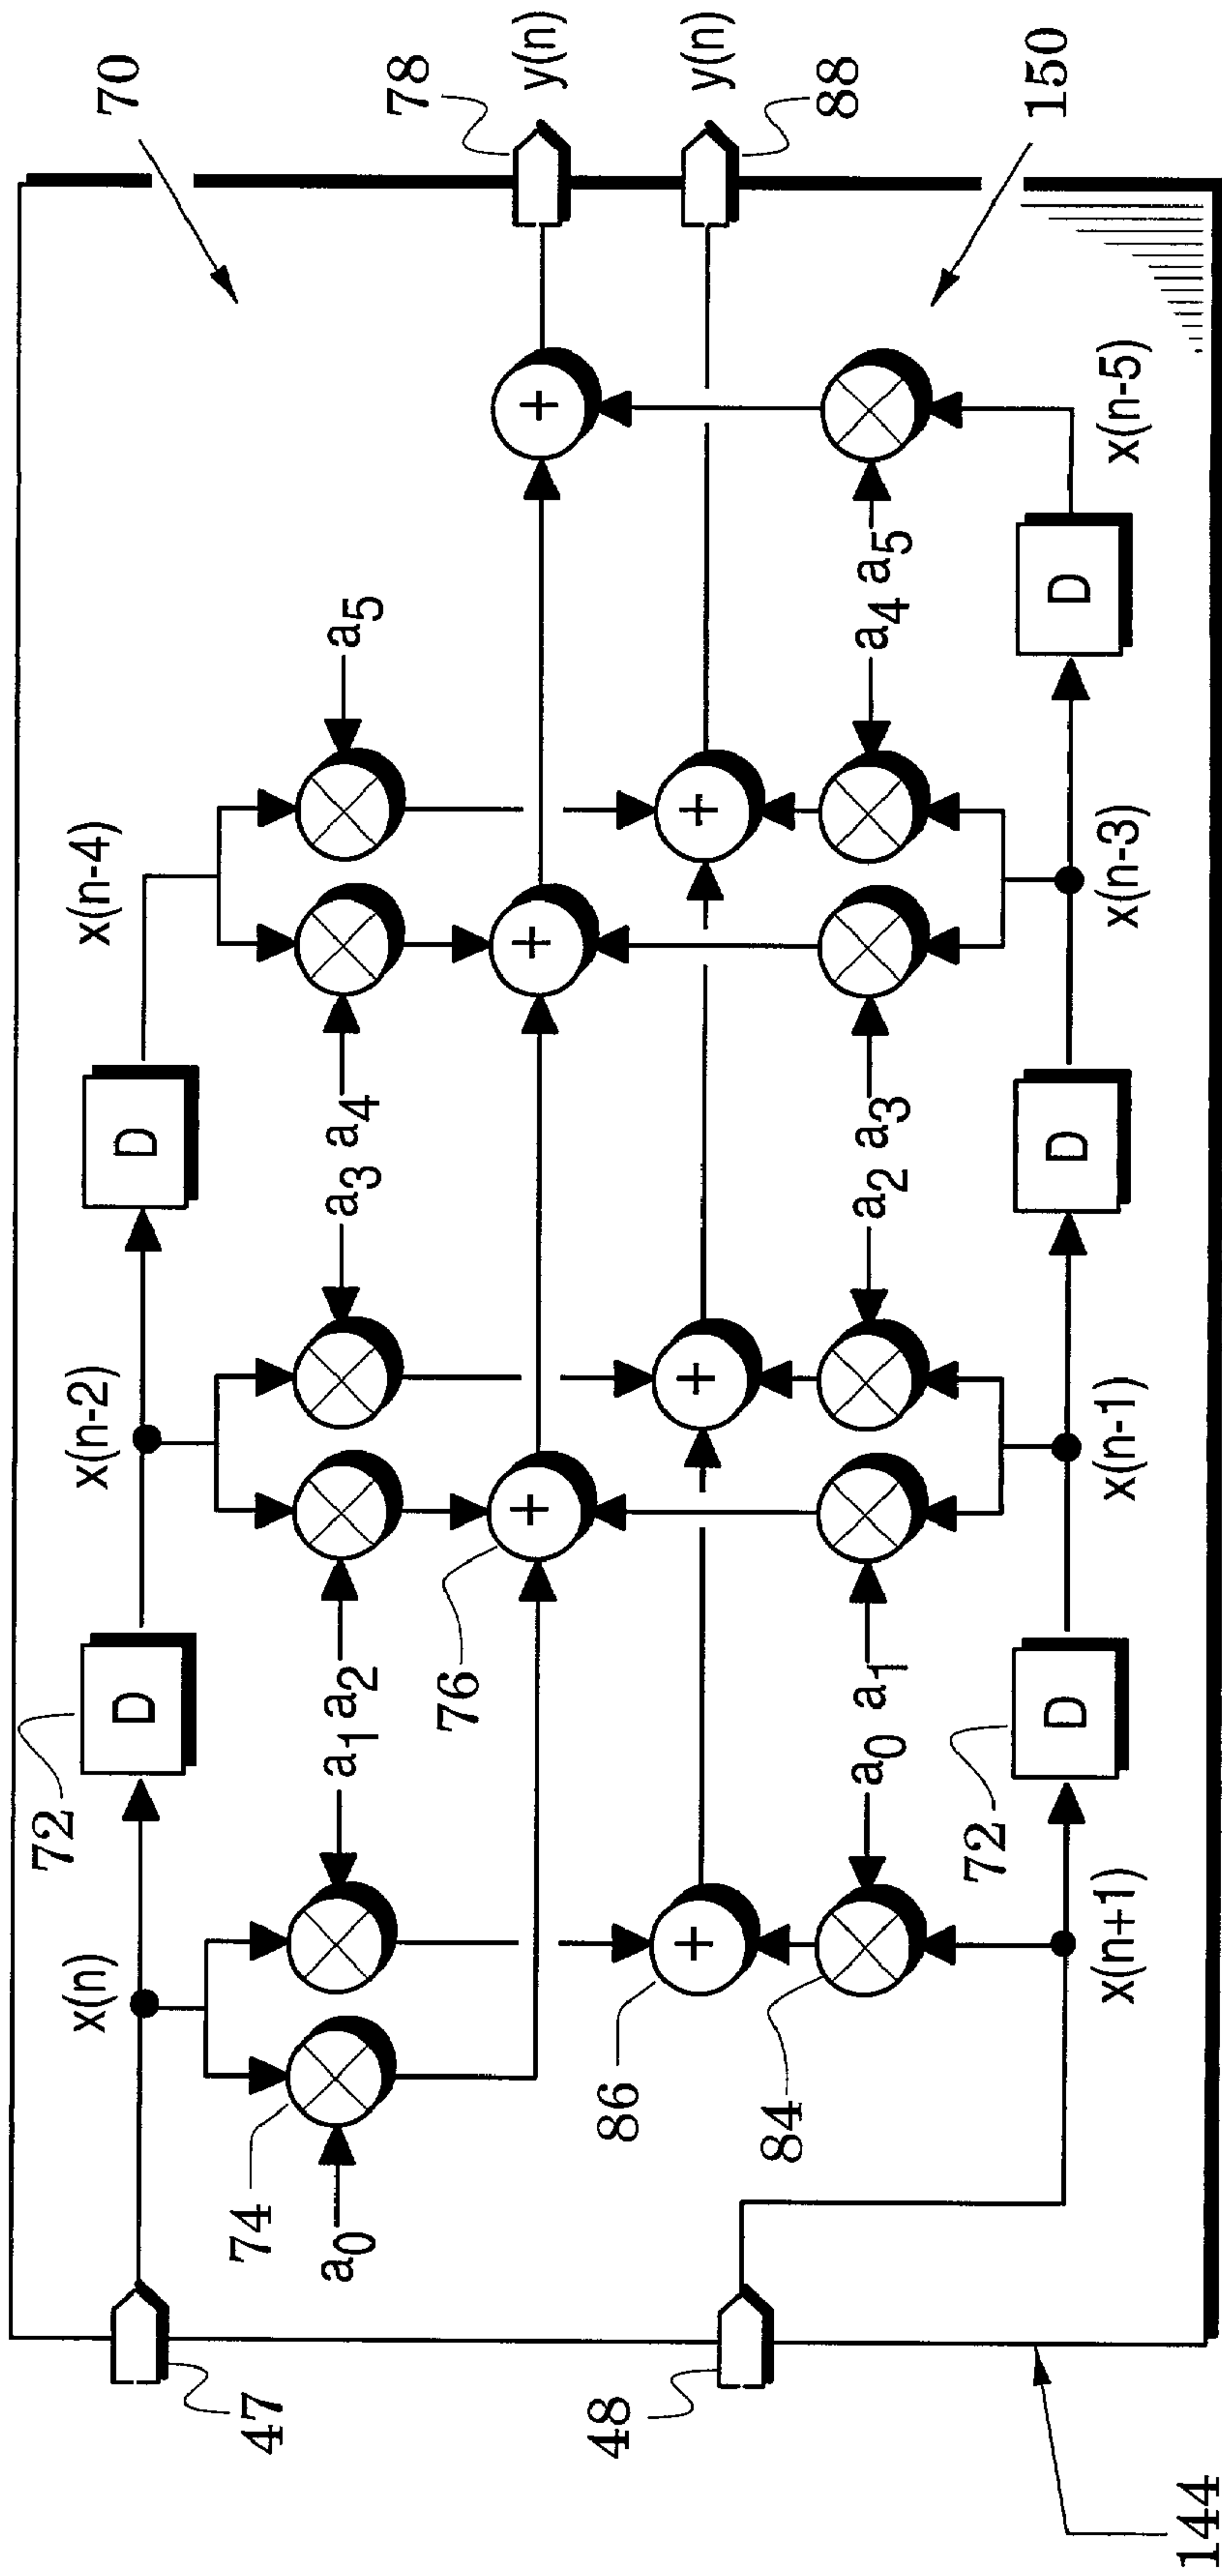 70
78
y(n)
y(n)
88
150
x(n-4)
a5
+
a5
x(n-5)
D
D
a4
a4
+
+
x(n-3)
D
x(n-2)
a3
a3
a2
+
+
x(n-1)
D
72
D
a2
a1
76
a1
a0
72
D
x(n)
+
x(n+1)
74
a0
86
84
47
48
144